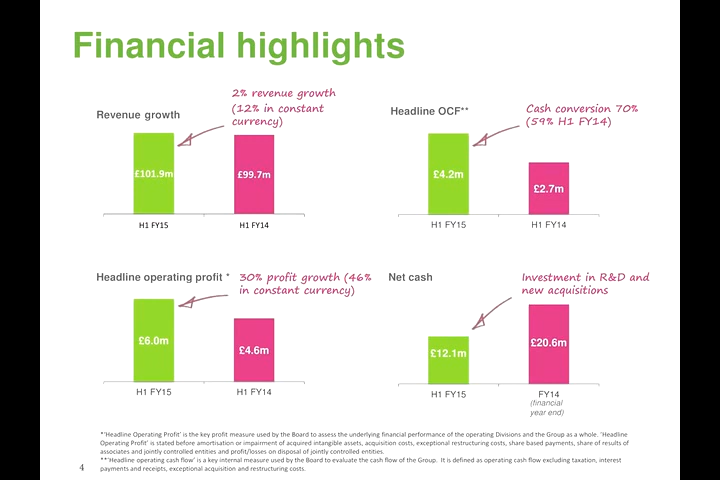 Financial highlights
Revenue growth
2% revenue growth
(12% in constant
currency)
£101.9m
£99.7m
H1 FY15
H1 FY14
Headline OCF**
Cash conversion 70%
(59% H1 FY14)
£4.2m
£2.7m
H1 FY15
H1 FY14
Headline operating profit *
30% profit growth (46%
in constant currency)
£6.0m
£4.6m
H1 FY15
H1 FY14
Net cash
Investment in R&D and
new acquisitions
£12.1m
£20.6m
H1 FY15
FY14
(financial
year end)
*'Headline Operating Profit' is the key profit measure used by the Board to assess the underlying financial performance of the operating Divisions and the Group as a whole. 'Headline
Operating Profit' is stated before amortisation or impairment of acquired intangible assets, acquisition costs, exceptional restructuring costs, share based payments, share of results of
associates and jointly controlled entities and profit/losses on disposal of jointly controlled entities.
**'Headline operating cash flow' is a key internal measure used by the Board to evaluate the cash flow of the Group. It is defined as operating cash flow excluding taxation, interest
payments and receipts, exceptional acquisition and restructuring costs.
4